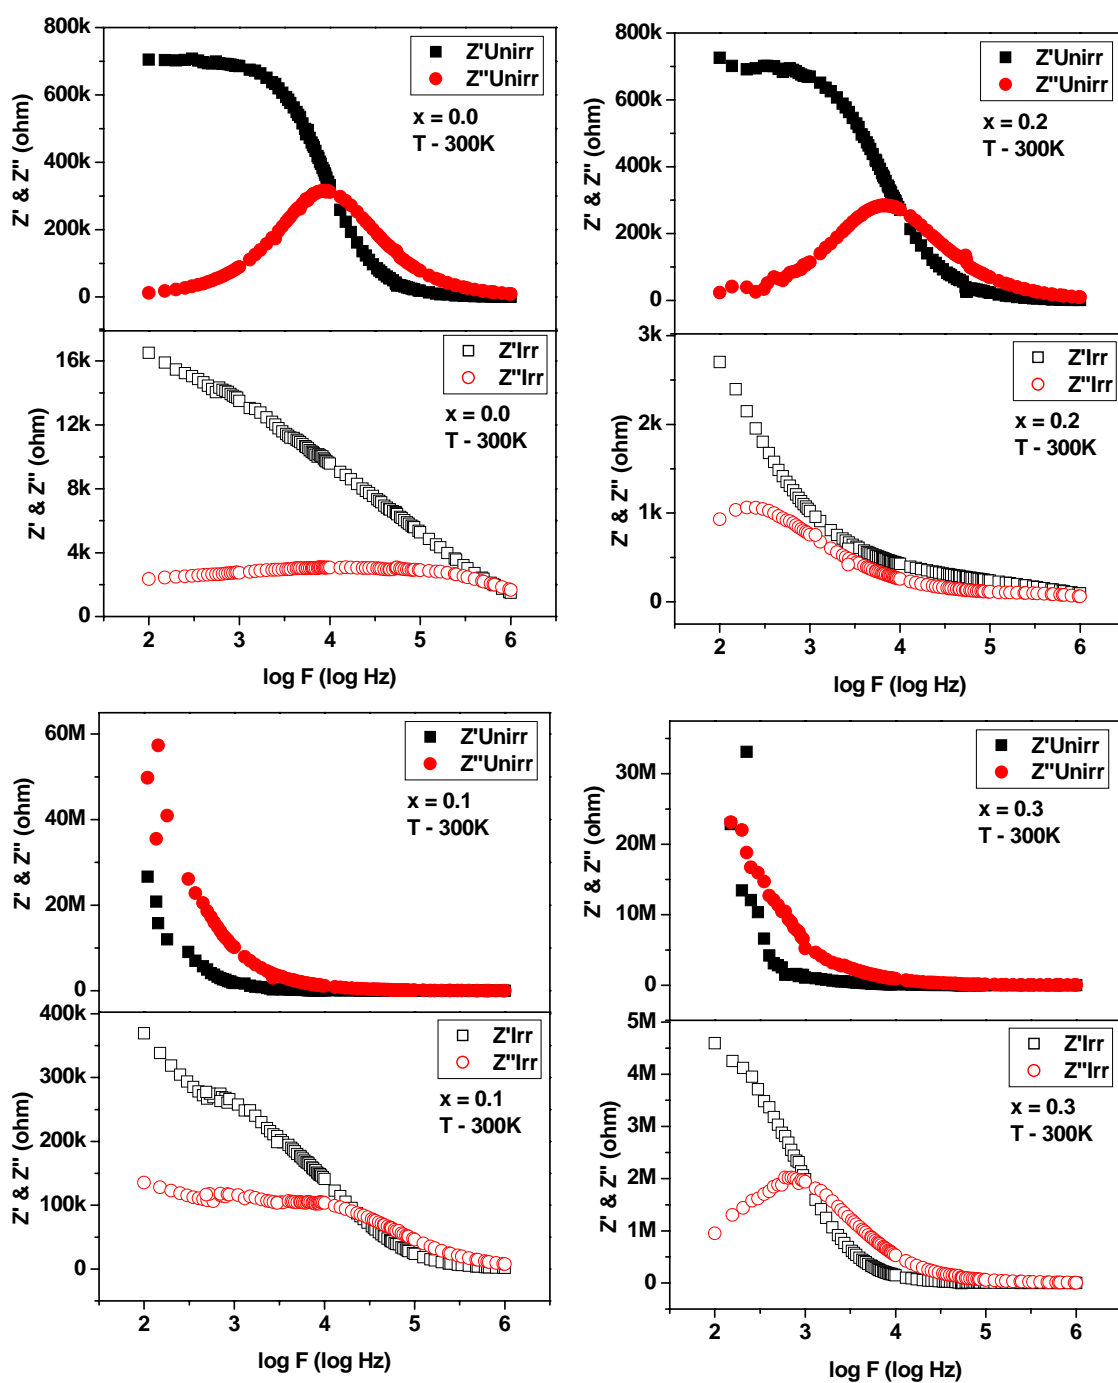 800k
600k
400k
200k
0
Z' & Z'' (ohm)
Z'Unirr
Z''Unirr
x = 0.0
T - 300K
16k
12k
8k
4k
0
Z' & Z'' (ohm)
Z'Irr
Z''Irr
x = 0.0
T - 300K
2 3 4 5 6
log F (log Hz)
800k
600k
400k
200k
0
Z' & Z'' (ohm)
Z'Unirr
Z''Unirr
x = 0.2
T - 300K
3k
2k
1k
0
Z' & Z'' (ohm)
Z'Irr
Z''Irr
x = 0.2
T - 300K
2 3 4 5 6
log F (log Hz)
60M
40M
20M
0
Z' & Z'' (ohm)
Z'Unirr
Z''Unirr
x = 0.1
T - 300K
400k
300k
200k
100k
0
Z' & Z'' (ohm)
Z'Irr
Z''Irr
x = 0.1
T - 300K
2 3 4 5 6
log F (log Hz)
30M
20M
10M
0
Z' & Z'' (ohm)
Z'Unirr
Z''Unirr
x = 0.3
T - 300K
5M
4M
3M
2M
1M
0
Z' & Z'' (ohm)
Z'Irr
Z''Irr
x = 0.3
T - 300K
2 3 4 5 6
log F (log Hz)